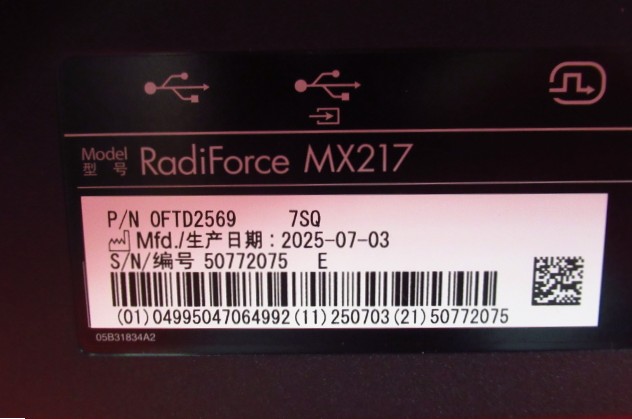 Model
型 号
RadiForce MX217
P/N 0FTD2569 7SQ
Mfd./生产日期：2025-07-03
S/N/编号 50772075 E
(01)04995047064992(11)250703(21)50772075
05B31834A2